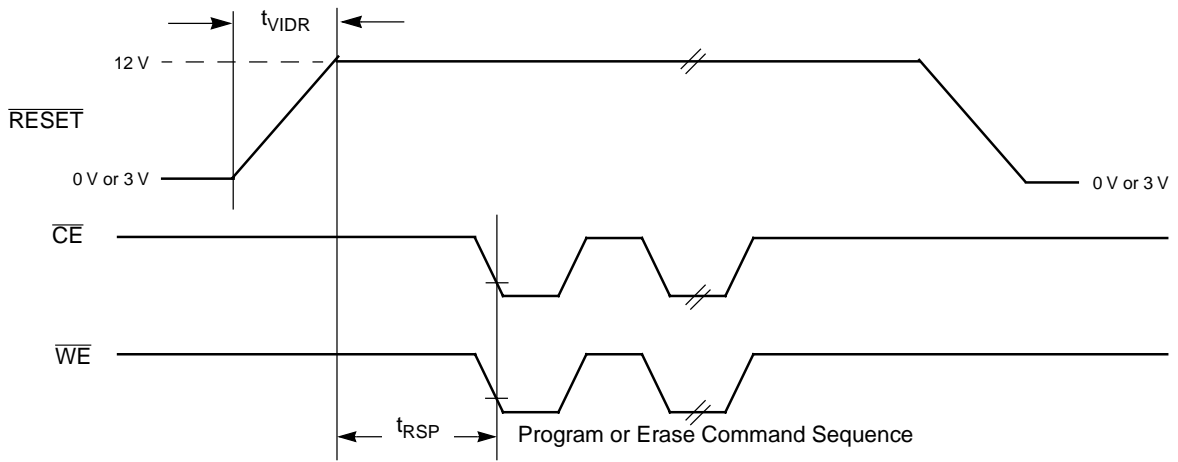 tVIDR
12 V
RESET
0 V or 3 V
0 V or 3 V
CE
WE
tRSP
Program or Erase Command Sequence